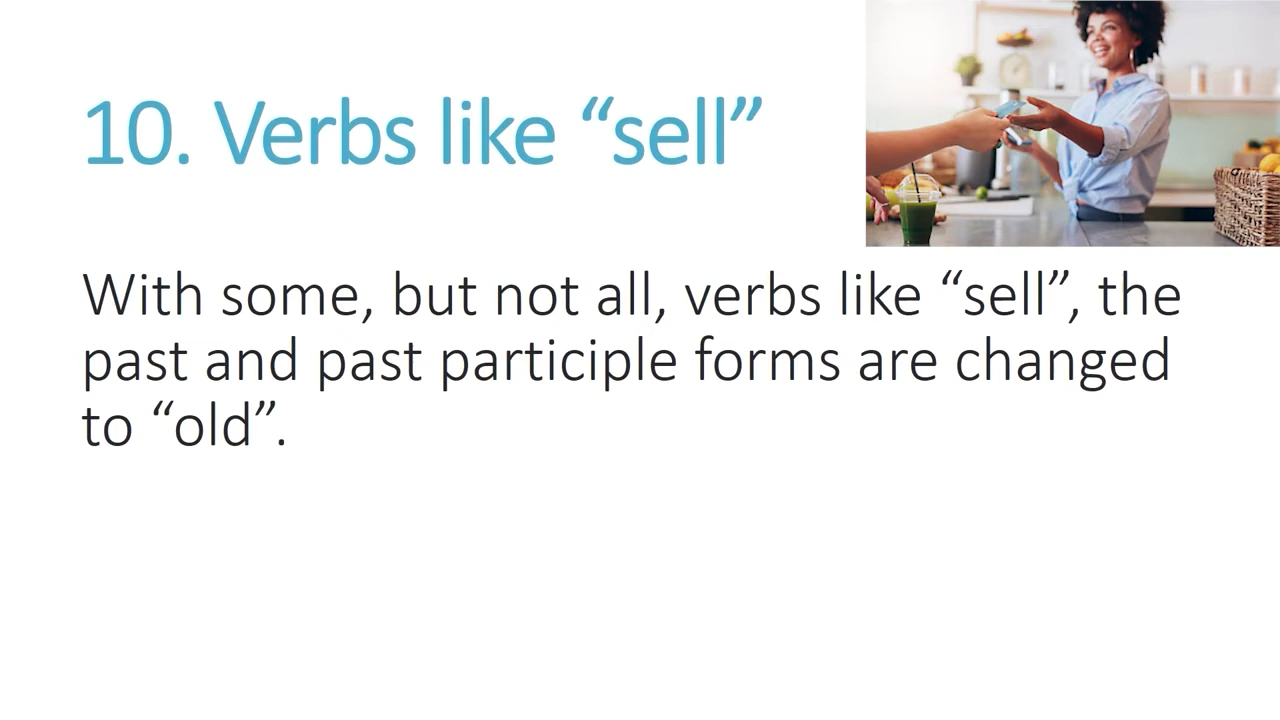 10. Verbs like “sell”
With some, but not all, verbs like “sell”, the
past and past participle forms are changed
to “old”.